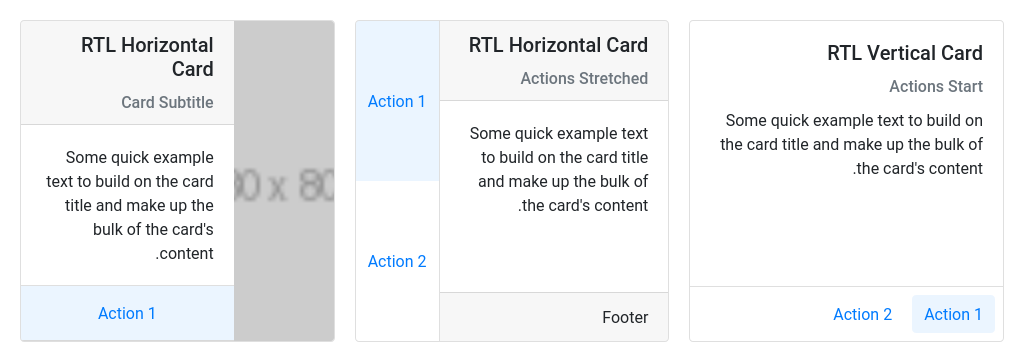 RTL Horizontal
Card
Card Subtitle
Some quick example
text to build on the card
title and make up the
bulk of the card's
.content
Action 1
00 x 80
Action 1
Action 2
RTL Horizontal Card
Actions Stretched
Some quick example text
to build on the card title
and make up the bulk of
.the card's content
Footer
RTL Vertical Card
Actions Start
Some quick example text to build on
the card title and make up the bulk of
.the card's content
Action 2
Action 1